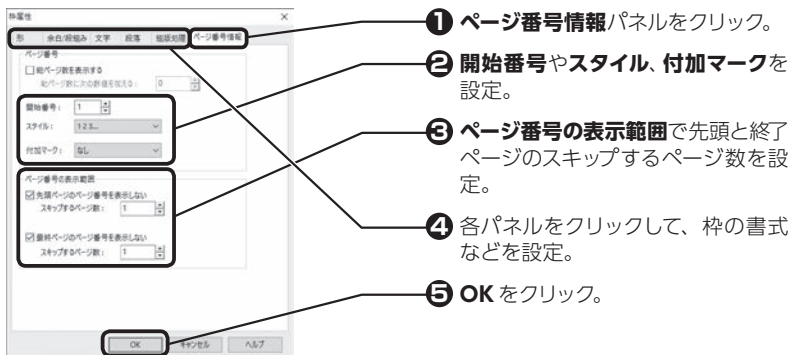 枠属性
形 余白/段組み 文字 段落 組版処理 ページ番号情報
ページ番号
総ページ数を表示する
総ページ数に次の数値を加える: 0
開始番号: 1
スタイル: 1 2 3...
付加マーク: なし
ページ番号の表示範囲
先頭ページのページ番号を表示しない
スキップするページ数: 1
最終ページのページ番号を表示しない
スキップするページ数: 1
OK キャンセル ヘルプ
❶ ページ番号情報パネルをクリック。
❷ 開始番号やスタイル、付加マークを
設定。
❸ ページ番号の表示範囲で先頭と終了
ページのスキップするページ数を設
定。
❹ 各パネルをクリックして、枠の書式
などを設定。
❺ OK をクリック。